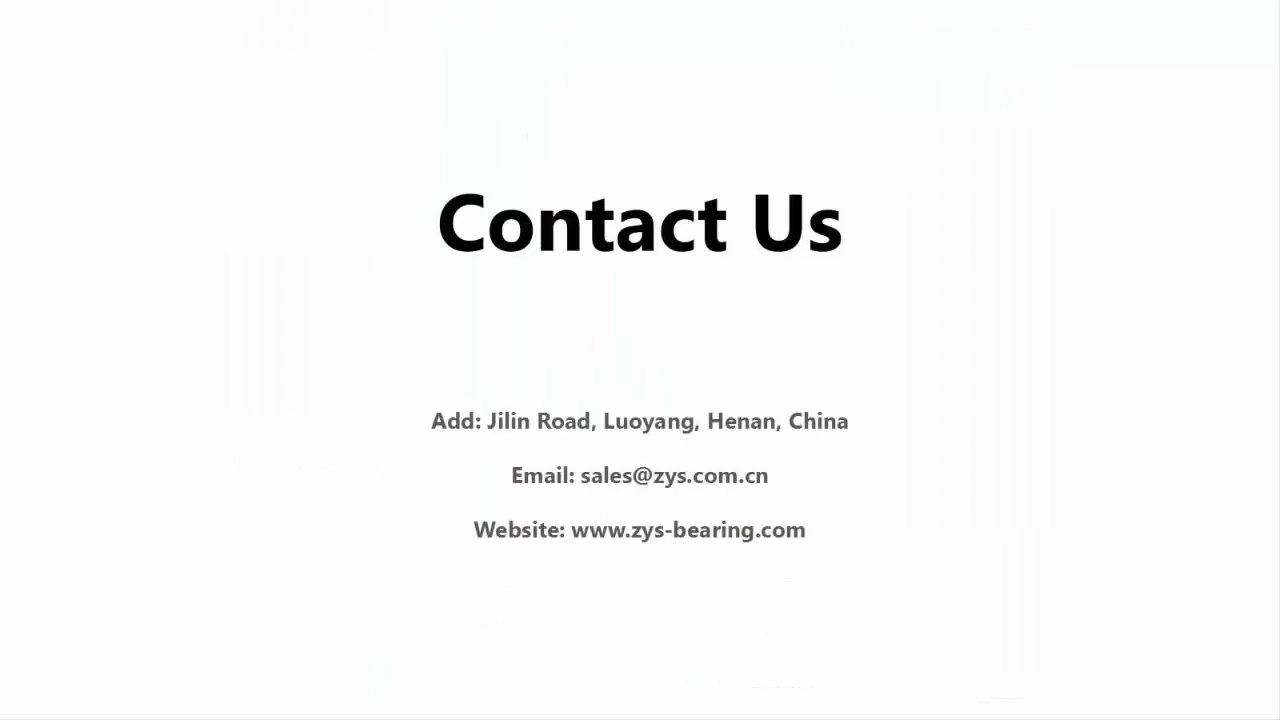 Contact Us
Add: Jilin Road, Luoyang, Henan, China
Email: sales@zys.com.cn
Website: www.zys-bearing.com